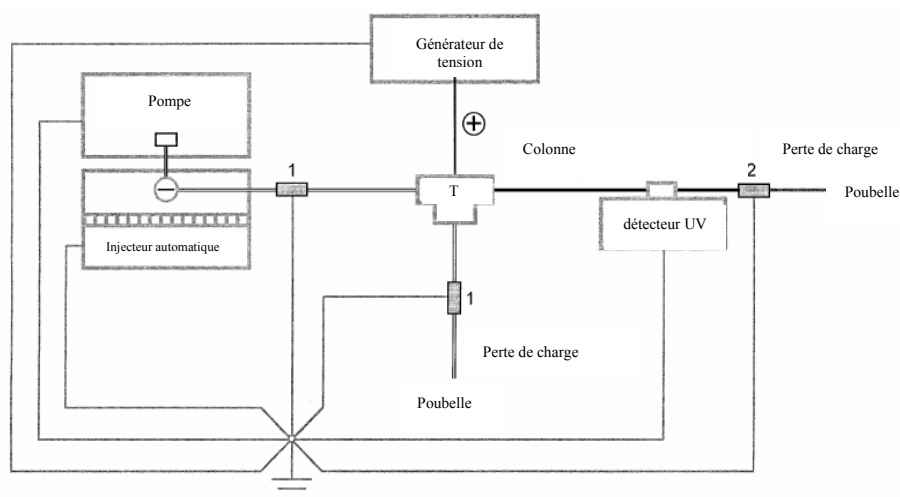 Générateur de
tension
Pompe
+
Colonne
Perte de charge
1
T
2
Poubelle
détecteur UV
Injecteur automatique
1
Perte de charge
Poubelle